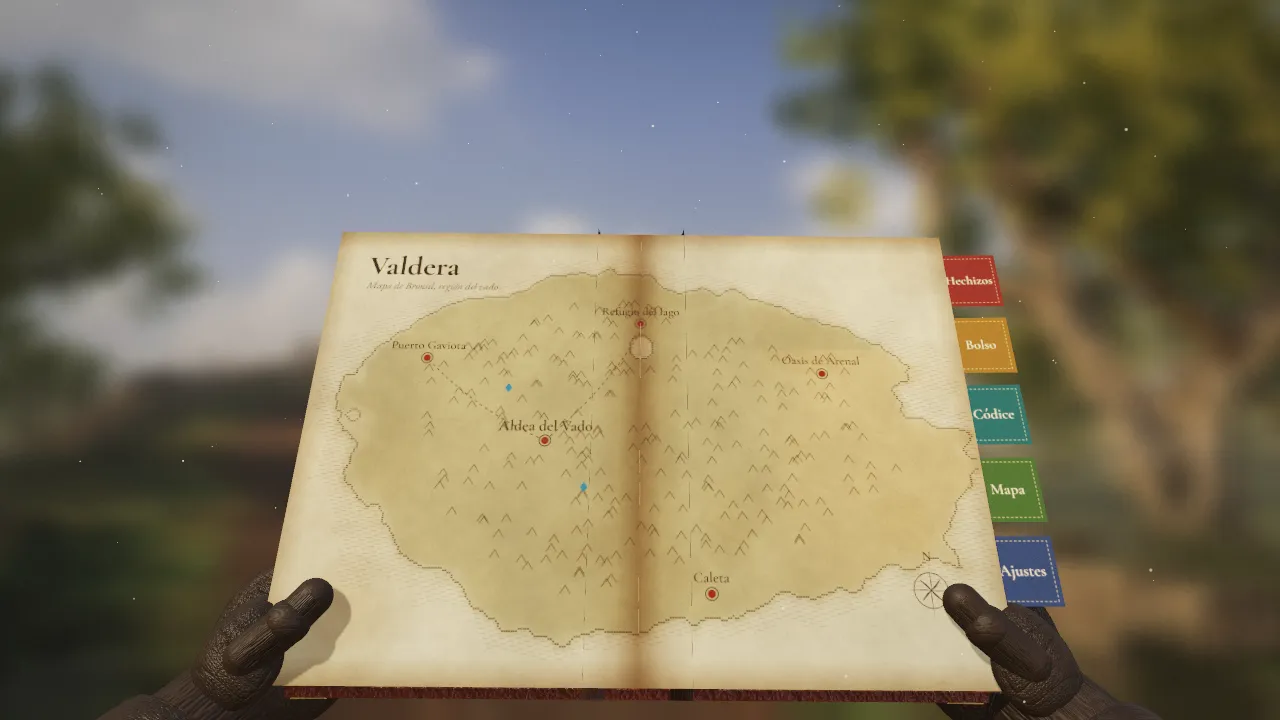 Valdera
Mapa de Brumil, región del vado.
Refugio del Lago
Puerto Gaviota
Oasis de Arenal
Aldea del Vado
Caleta
N
Hechizos
Bolso
Códice
Mapa
Ajustes